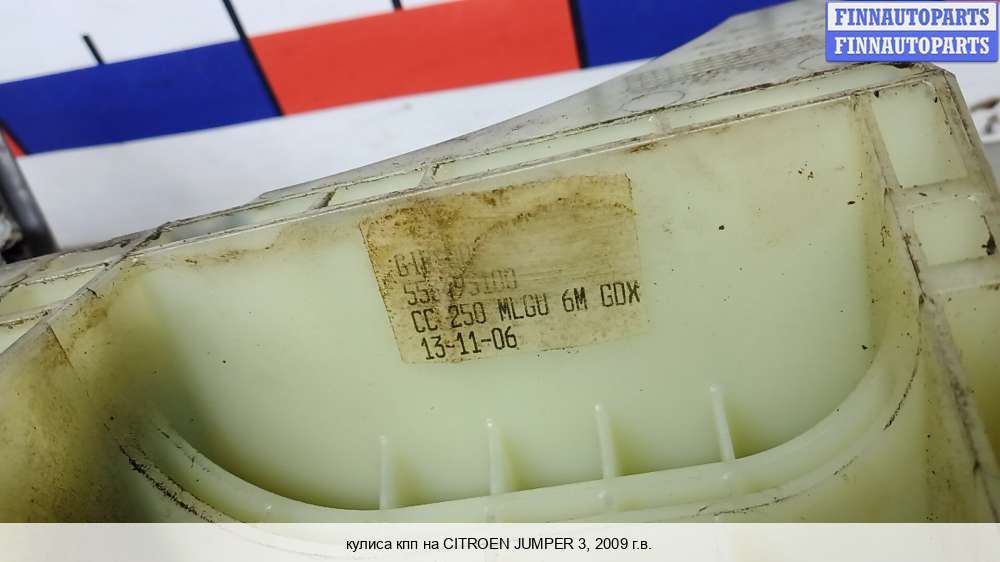 FINNAUTOPARTS
FINNAUTOPARTS
CC 250 MLGU 6M GDX
13-11-06
кулиса кпп на CITROEN JUMPER 3, 2009 г.в.